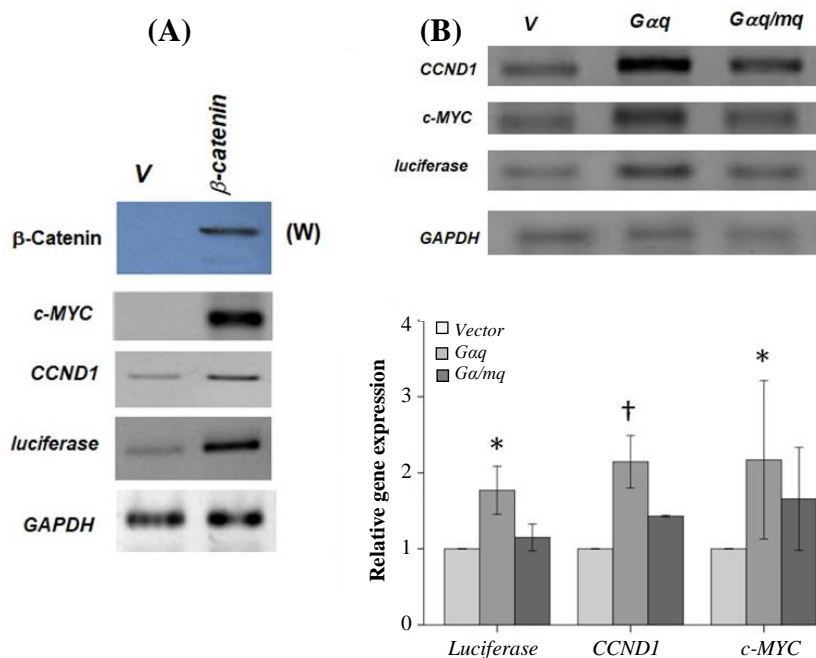 (A)
V
β-catenin
β-Catenin
(W)
c-MYC
CCND1
luciferase
GAPDH
(B)
V Gαq Gαq/mq
CCND1
c-MYC
luciferase
GAPDH
Relative gene expression
4
3
2
1
0
Vector
Gαq
Gα/mq
*
†
*
Luciferase CCND1 c-MYC